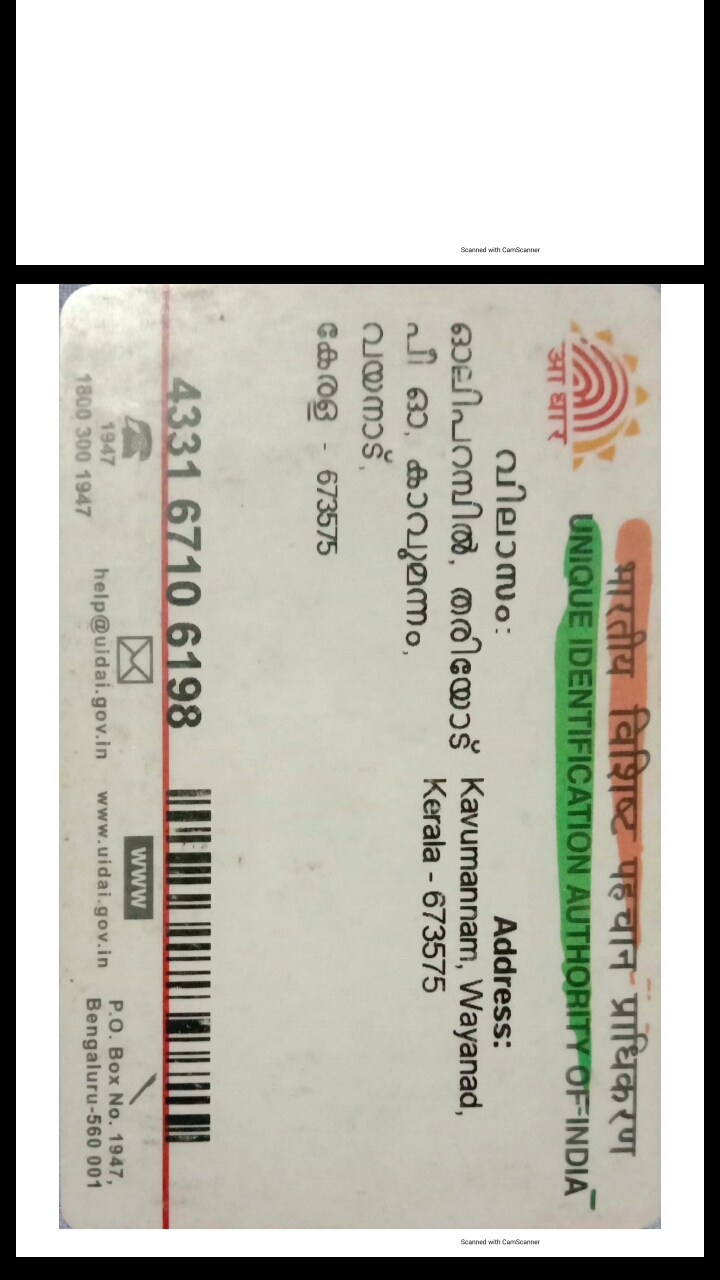 Scanned with CamScanner
आधार
भारतीय विशिष्ट पहचान प्राधिकरण
UNIQUE IDENTIFICATION AUTHORITY OF INDIA
വിലാസം:
ഓലിപറമ്പിൽ, തരിയോട്
പീ ഓ, കാവുമന്നം,
വയനാട്,
കേരള - 673575
Address:
Kavumannam, Wayanad,
Kerala - 673575
4331 6710 6198
1947
1800 300 1947
help@uidai.gov.in
WWW
www.uidai.gov.in
P.O. Box No. 1947,
Bengaluru-560 001
Scanned with CamScanner